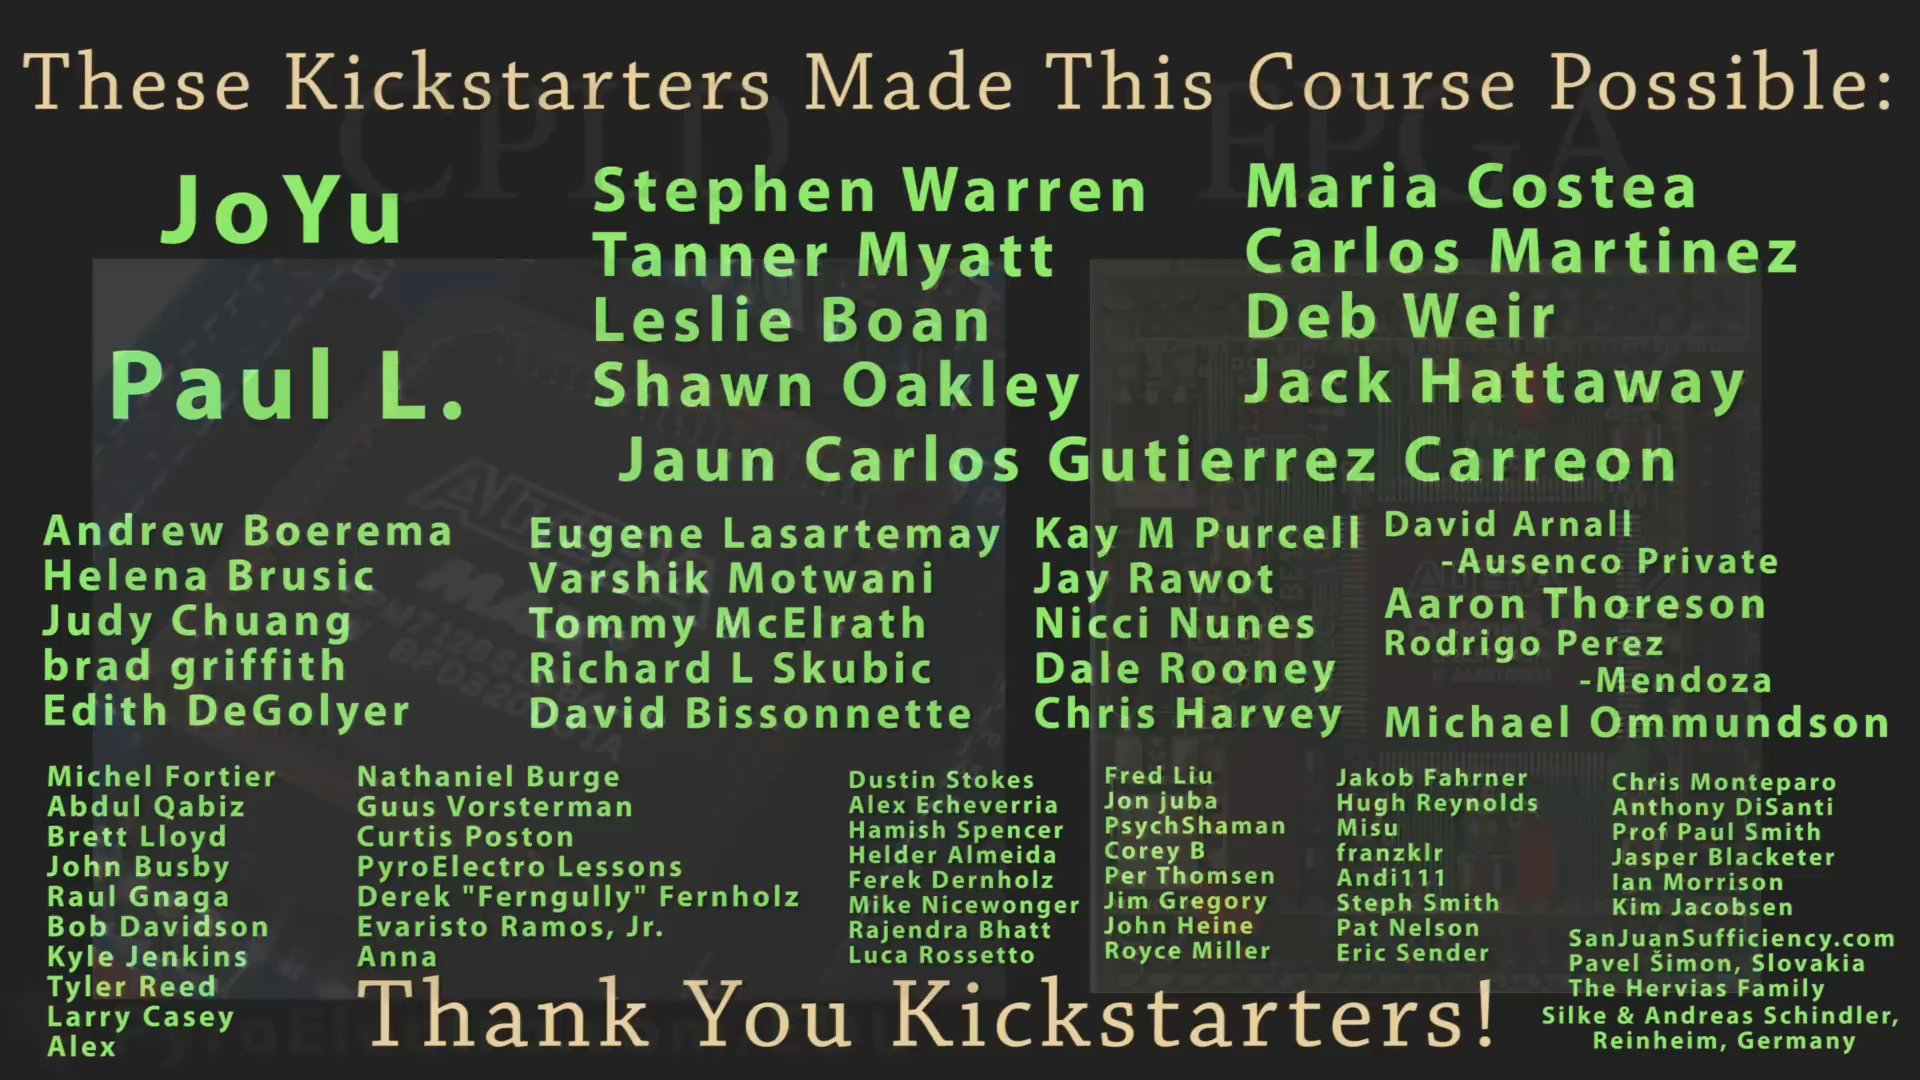 These Kickstarters Made This Course Possible:
CPLD
FPGA
JoYu
Paul L.
Stephen Warren
Tanner Myatt
Leslie Boan
Shawn Oakley
Maria Costea
Carlos Martinez
Deb Weir
Jack Hattaway
Jaun Carlos Gutierrez Carreon
Andrew Boerema
Helena Brusic
Judy Chuang
brad griffith
Edith DeGolyer
Eugene Lasartemay
Varshik Motwani
Tommy McElrath
Richard L Skubic
David Bissonnette
Kay M Purcell
Jay Rawot
Nicci Nunes
Dale Rooney
Chris Harvey
David Arnall
-Ausenco Private
Aaron Thoreson
Rodrigo Perez
-Mendoza
Michael Ommundson
Michel Fortier
Abdul Qabiz
Brett Lloyd
John Busby
Raul Gnaga
Bob Davidson
Kyle Jenkins
Tyler Reed
Larry Casey
Alex
Nathaniel Burge
Guus Vorsterman
Curtis Poston
PyroElectro Lessons
Derek "Ferngully" Fernholz
Evaristo Ramos, Jr.
Anna
Dustin Stokes
Alex Echeverria
Hamish Spencer
Helder Almeida
Ferek Dernholz
Mike Nicewonger
Rajendra Bhatt
Luca Rossetto
Fred Liu
Jon juba
PsychShaman
Corey B
Per Thomsen
Jim Gregory
John Heine
Royce Miller
Jakob Fahrner
Hugh Reynolds
Misu
franzklr
Andi111
Steph Smith
Pat Nelson
Eric Sender
Chris Monteparo
Anthony DiSanti
Prof Paul Smith
Jasper Blacketer
Ian Morrison
Kim Jacobsen
SanJuanSufficiency.com
Pavel Šimon, Slovakia
The Hervias Family
Silke & Andreas Schindler,
Reinheim, Germany
Thank You Kickstarters!
ALTERA
MAX